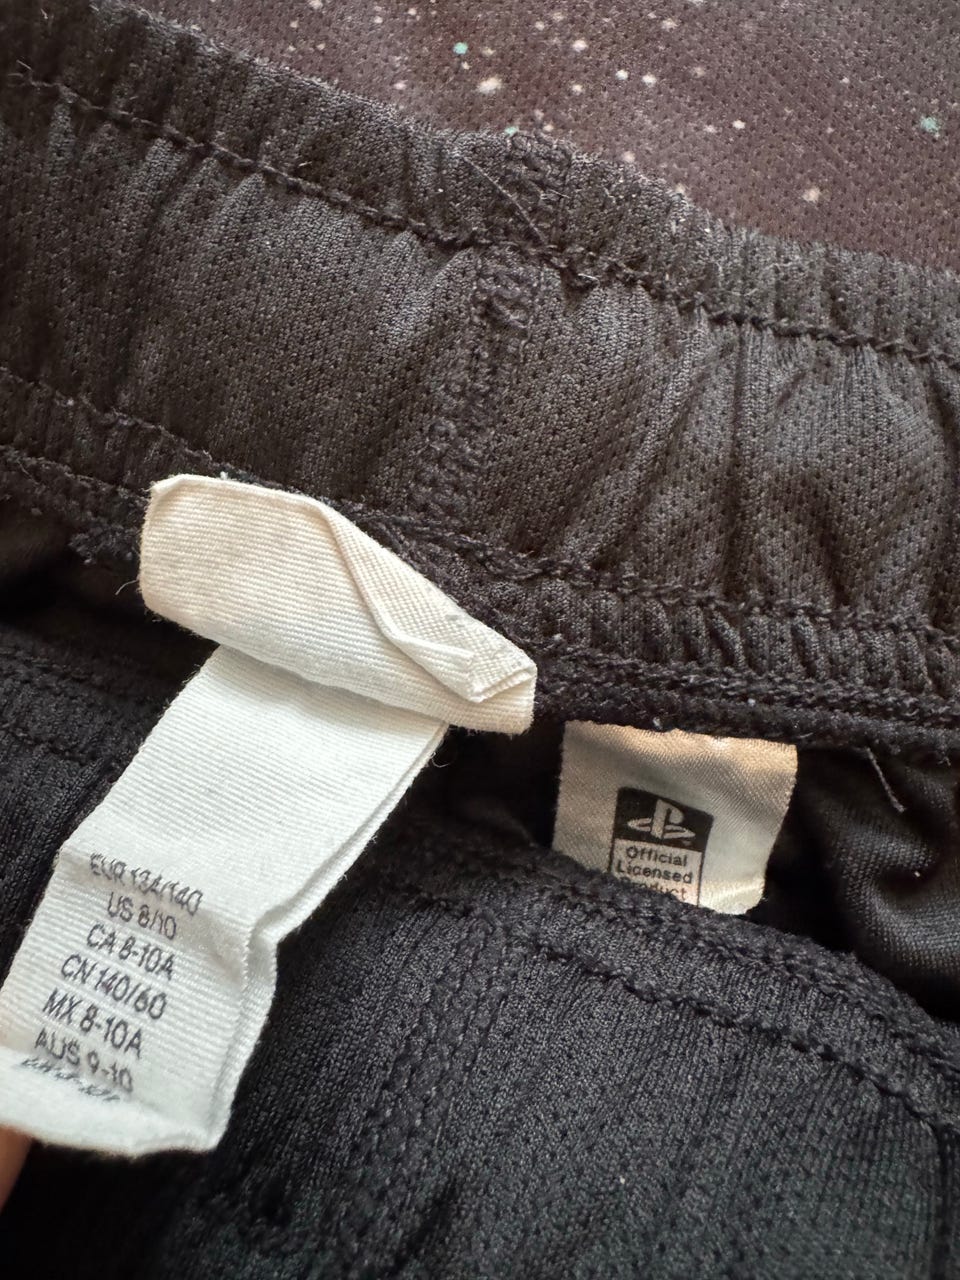 EUR 134/140
US 8/10
CA 8-10A
CN 140/60
MX 8-10A
AUS 9-10
Official
Licensed